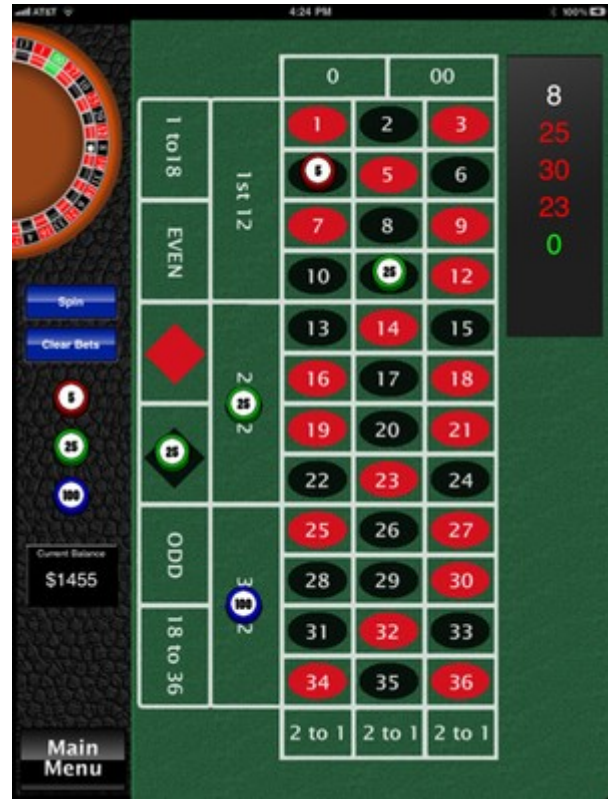 AT&T 4:24 PM 100%
0 00
1 2 3
5 5 6
7 8 9
10 25 12
13 14 15
16 17 18
19 20 21
22 23 24
25 26 27
28 29 30
31 32 33
34 35 36
2 to 1 2 to 1 2 to 1
1 to18
EVEN
25
ODD
18 to 36
1st 12
2 25 2
3 100 2
8
25
30
23
0
Spin
Clear Bets
5
25
100
Current Balance
$1455
Main
Menu